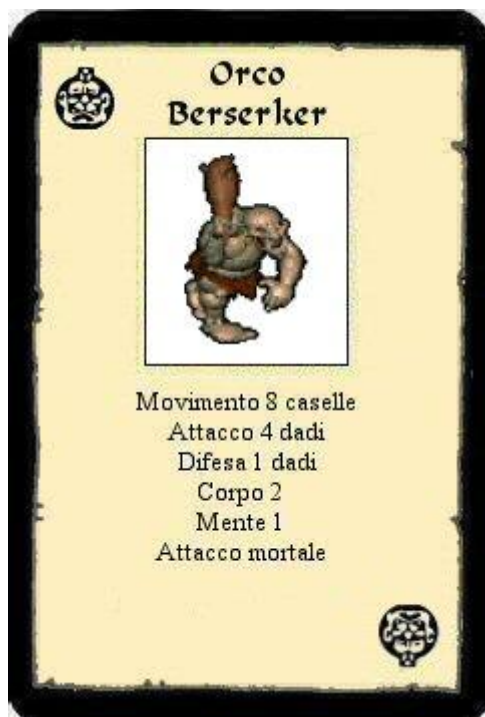 Orco
Berserker
Movimento 8 caselle
Attacco 4 dadi
Difesa 1 dadi
Corpo 2
Mente 1
Attacco mortale